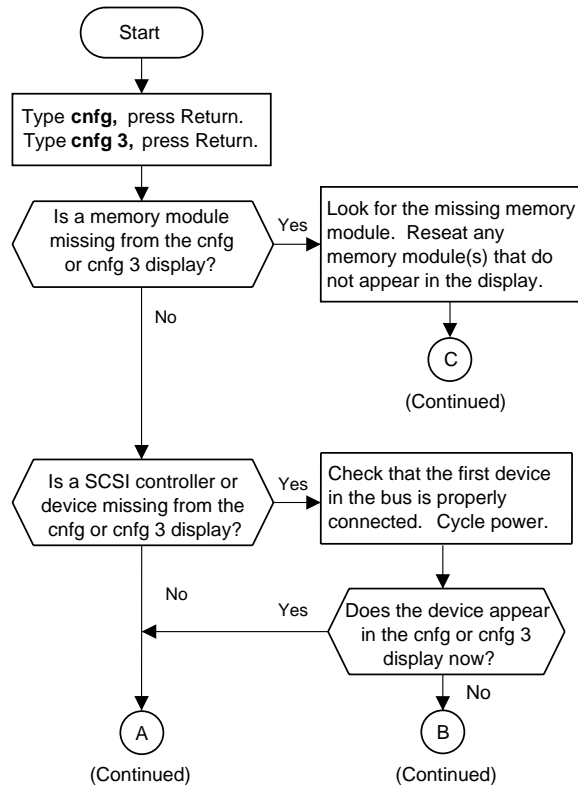 Start
Type cnfg, press Return.
Type cnfg 3, press Return.
Is a memory module
missing from the cnfg
or cnfg 3 display?
Yes
Look for the missing memory
module. Reseat any
memory module(s) that do
not appear in the display.
No
C
(Continued)
Is a SCSI controller or
device missing from the
cnfg or cnfg 3 display?
Yes
Check that the first device
in the bus is properly
connected. Cycle power.
No
Yes
Does the device appear
in the cnfg or cnfg 3
display now?
No
A
(Continued)
B
(Continued)